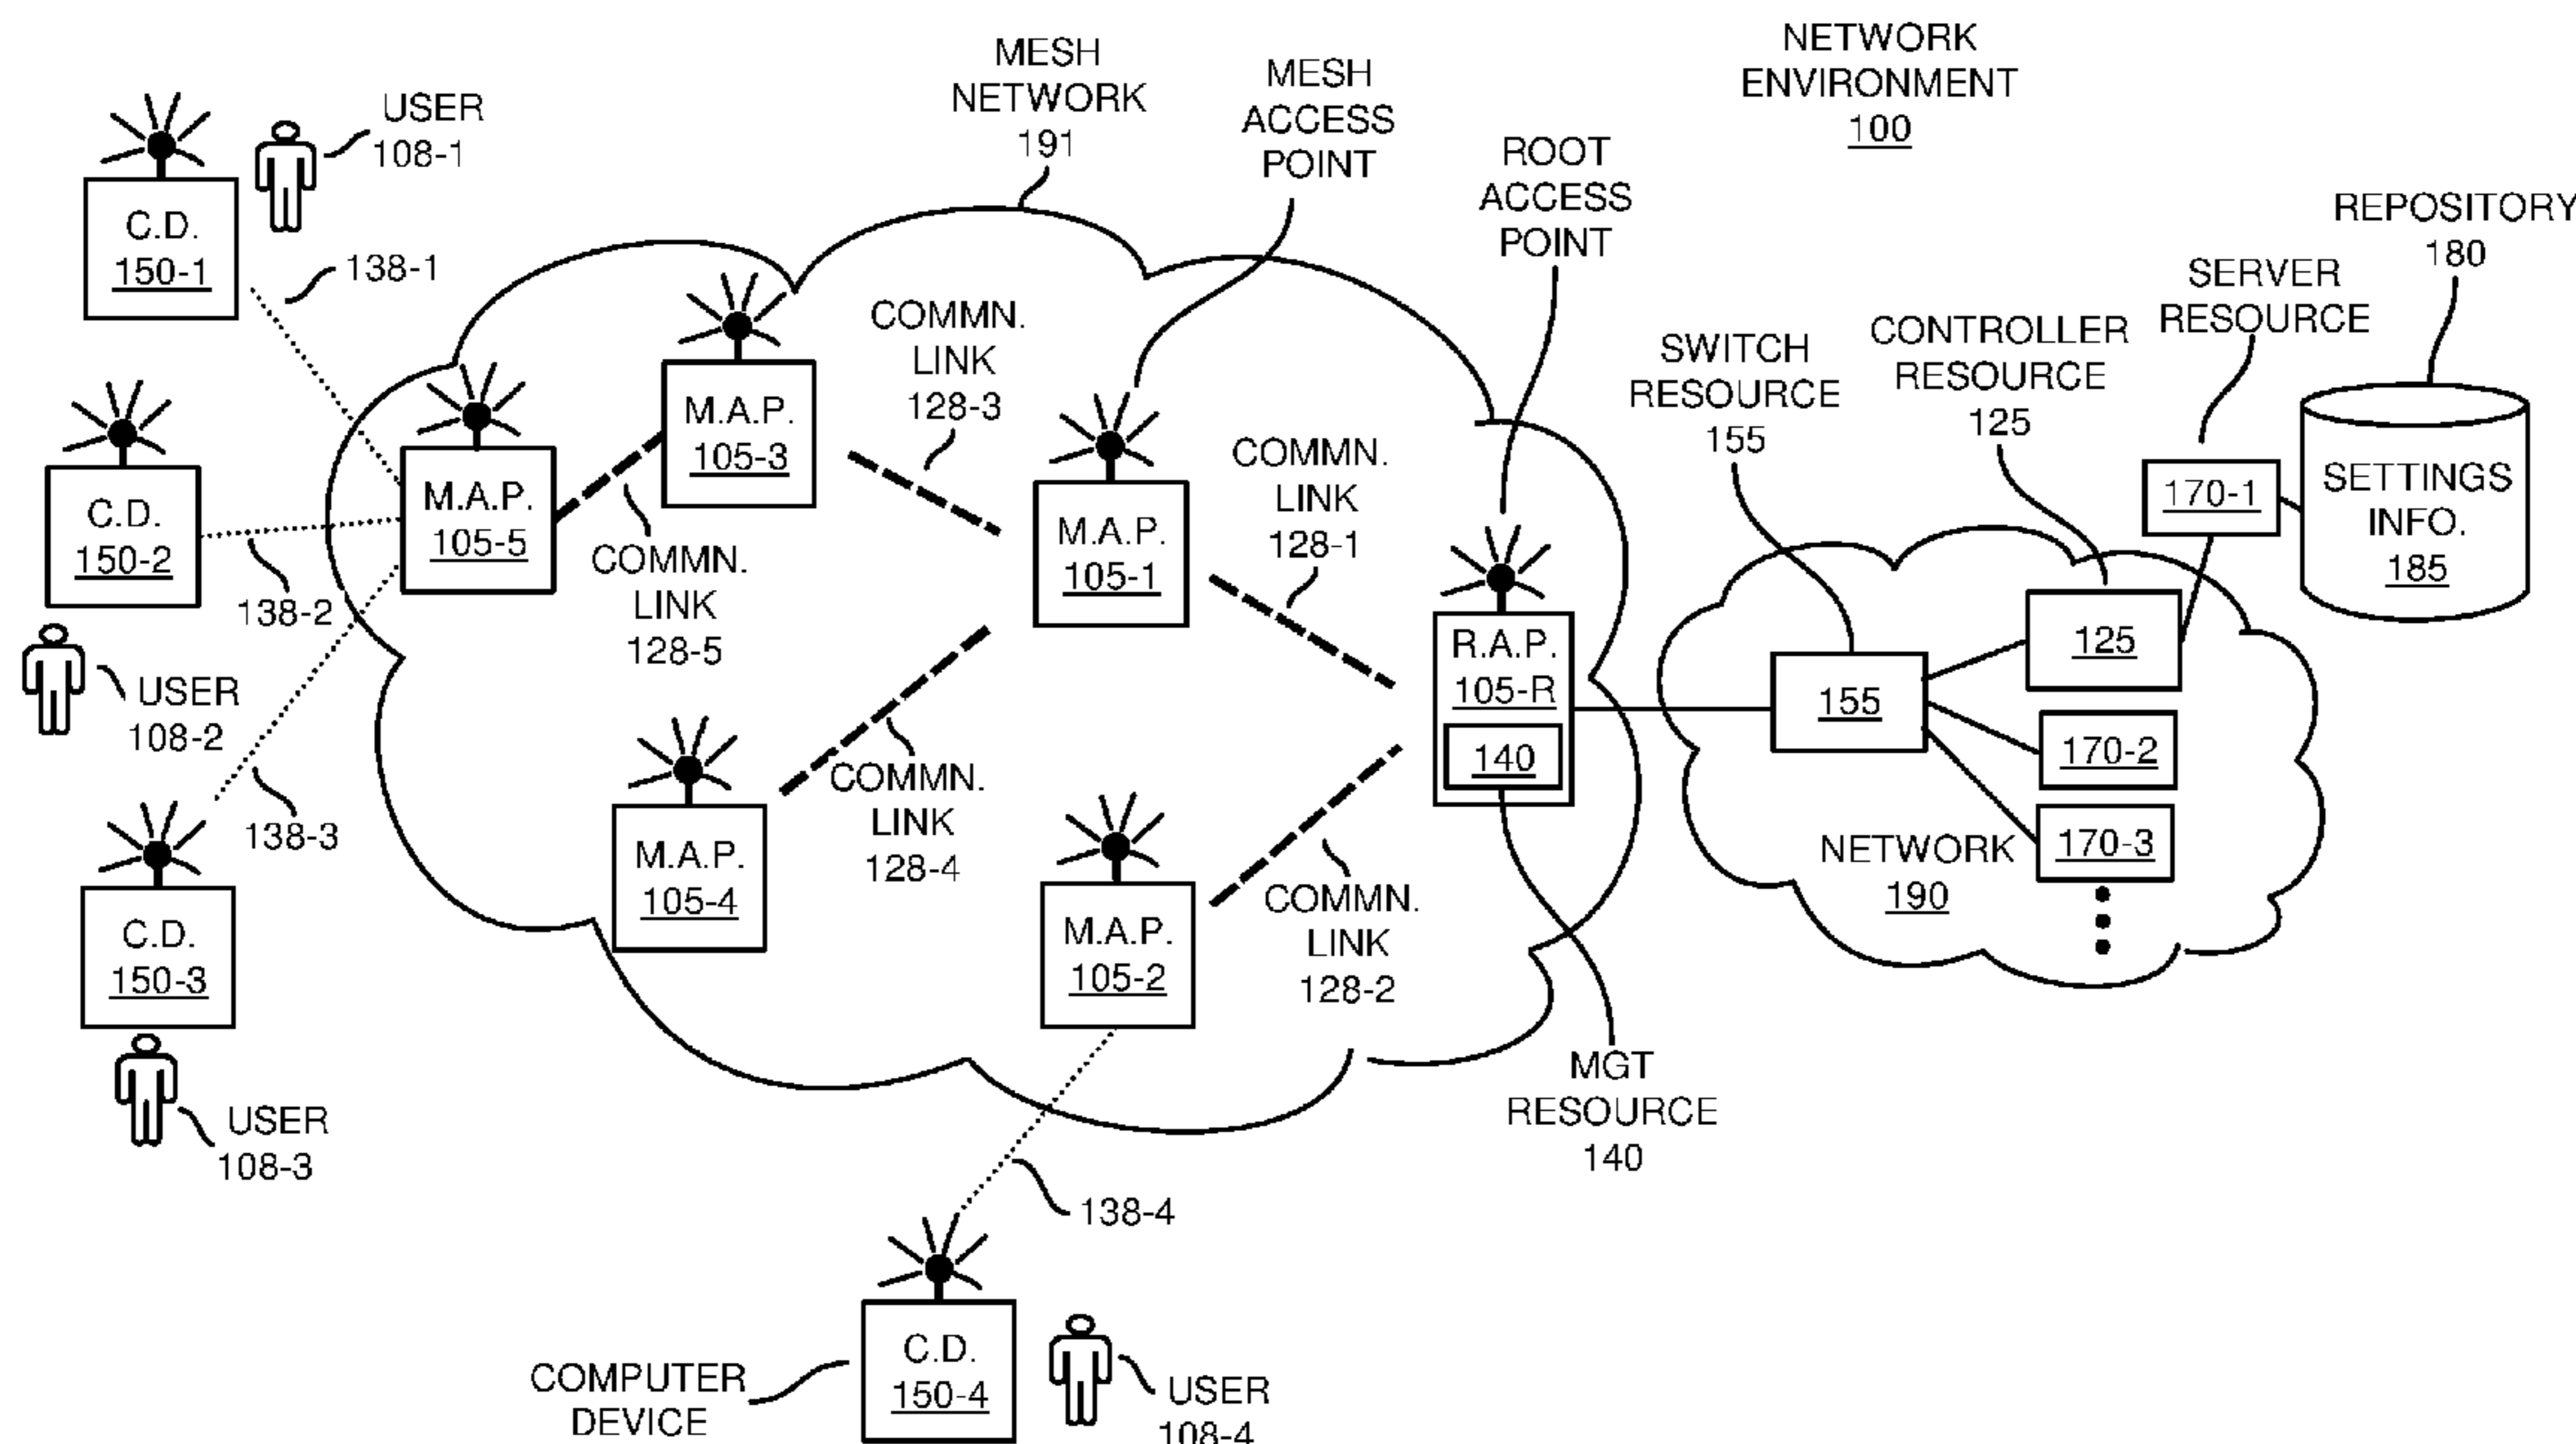 NETWORK
ENVIRONMENT
100
MESH
NETWORK
191
MESH
ACCESS
POINT
ROOT
ACCESS
POINT
USER
108-1
C.D.
150-1
138-1
C.D.
150-2
138-2
USER
108-2
138-3
C.D.
150-3
USER
108-3
M.A.P.
105-5
M.A.P.
105-3
COMMN.
LINK
128-5
COMMN.
LINK
128-3
M.A.P.
105-1
COMMN.
LINK
128-1
M.A.P.
105-4
COMMN.
LINK
128-4
M.A.P.
105-2
COMMN.
LINK
128-2
R.A.P.
105-R
140
MGT
RESOURCE
140
138-4
COMPUTER
DEVICE
C.D.
150-4
USER
108-4
SWITCH
RESOURCE
155
CONTROLLER
RESOURCE
125
SERVER
RESOURCE
REPOSITORY
180
170-1
SETTINGS
INFO.
185
155
125
170-2
170-3
NETWORK
190